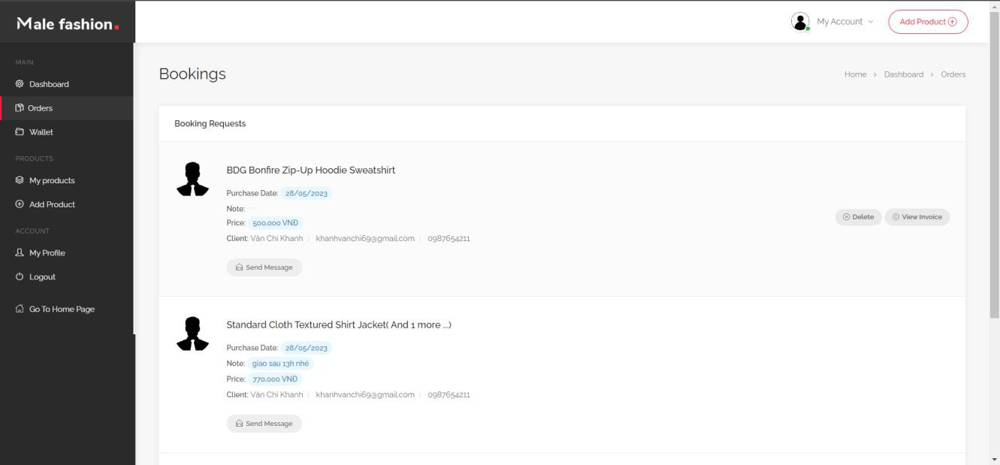 Male fashion.
My Account
Add Product
MAIN
Dashboard
Orders
Wallet
PRODUCTS
My products
Add Product
ACCOUNT
My Profile
Logout
Go To Home Page
Bookings
Home > Dashboard > Orders
Booking Requests
BDG Bonfire Zip-Up Hoodie Sweatshirt
Purchase Date: 28/05/2023
Note:
Price: 500,000 VNĐ
Client: Văn Chí Khanh | khanhvanchi69@gmail.com | 0987654211
Delete
View Invoice
Send Message
Standard Cloth Textured Shirt Jacket( And 1 more ...)
Purchase Date: 28/05/2023
Note: giao sau 13h nhé
Price: 770,000 VNĐ
Client: Văn Chí Khanh | khanhvanchi69@gmail.com | 0987654211
Send Message